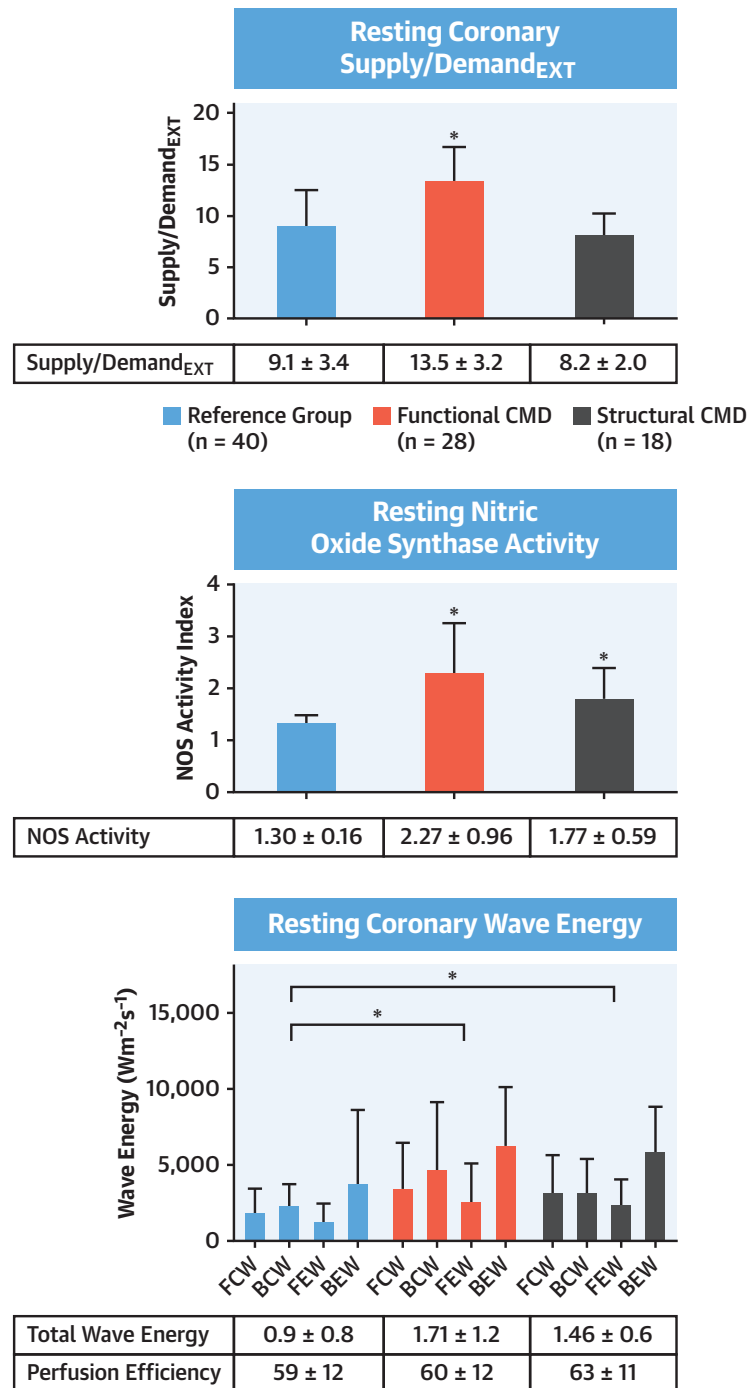 Resting Coronary
Supply/DemandEXT
Supply/DemandEXT
20
15
10
5
0
*
Supply/DemandEXT 9.1 ± 3.4 13.5 ± 3.2 8.2 ± 2.0
Reference Group Functional CMD Structural CMD
(n = 40) (n = 28) (n = 18)
Resting Nitric
Oxide Synthase Activity
NOS Activity Index
4
3
2
1
0
* *
NOS Activity 1.30 ± 0.16 2.27 ± 0.96 1.77 ± 0.59
Resting Coronary Wave Energy
Wave Energy (Wm⁻²s⁻¹)
15,000
10,000
5,000
0
*
*
FCW BCW FEW BEW FCW BCW FEW BEW FCW BCW FEW BEW
Total Wave Energy 0.9 ± 0.8 1.71 ± 1.2 1.46 ± 0.6
Perfusion Efficiency 59 ± 12 60 ± 12 63 ± 11